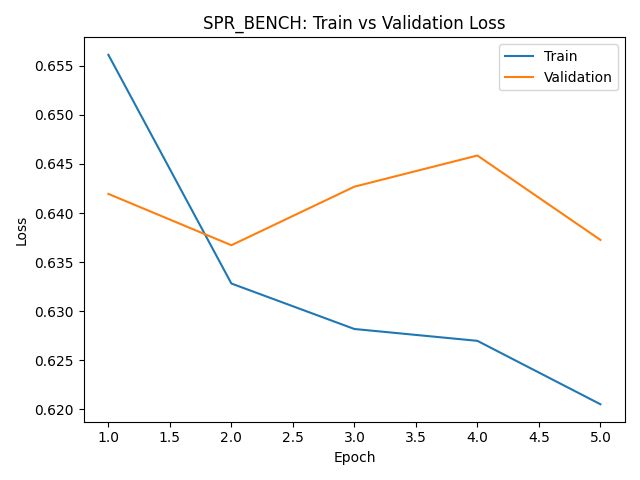 SPR_BENCH: Train vs Validation Loss
Train
Validation
Loss
0.655
0.650
0.645
0.640
0.635
0.630
0.625
0.620
1.0 1.5 2.0 2.5 3.0 3.5 4.0 4.5 5.0
Epoch